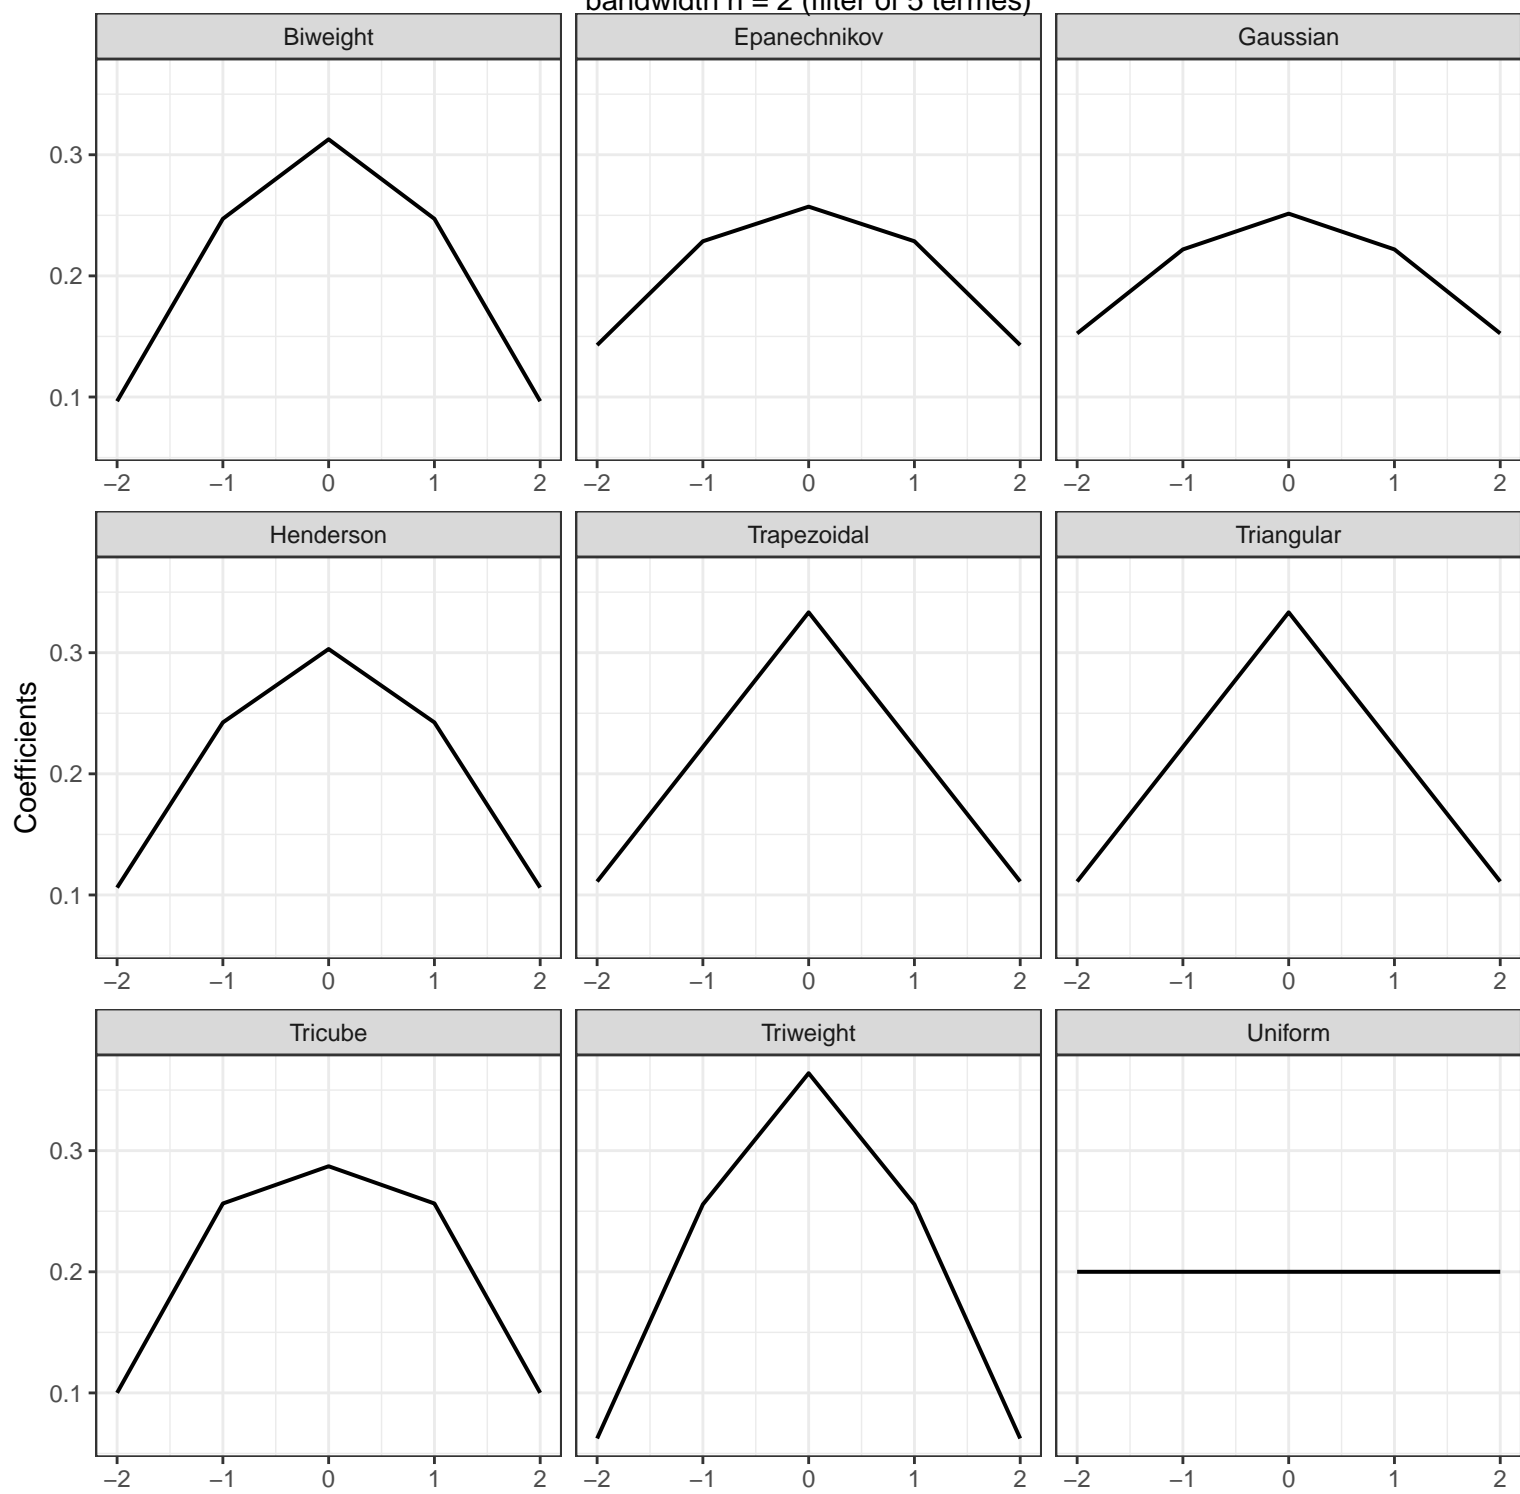 bandwidth h = 2 (filter of 5 termes)
Biweight Epanechnikov Gaussian
0.3
0.2
0.1
−2 −1 0 1 2 −2 −1 0 1 2 −2 −1 0 1 2
Henderson Trapezoidal Triangular
Coefficients
0.3
0.2
0.1
−2 −1 0 1 2 −2 −1 0 1 2 −2 −1 0 1 2
Tricube Triweight Uniform
0.3
0.2
0.1
−2 −1 0 1 2 −2 −1 0 1 2 −2 −1 0 1 2